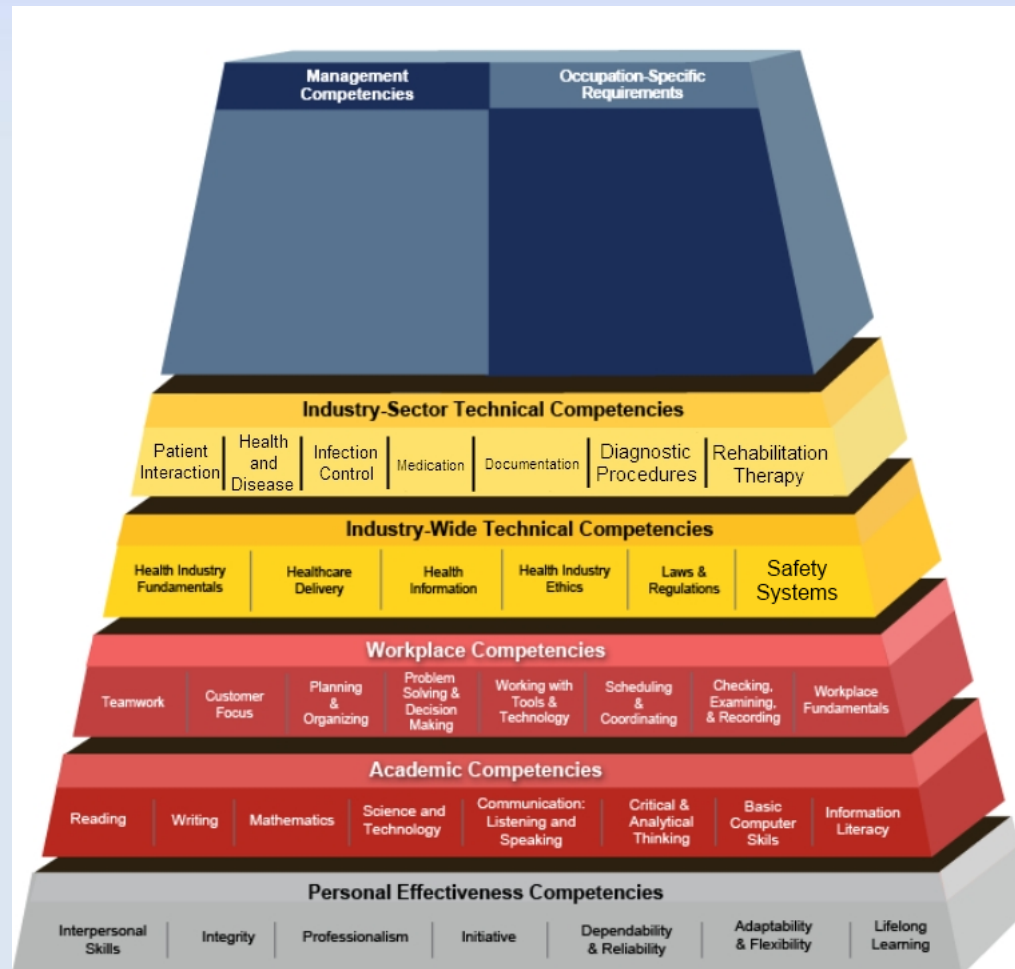 Management
Competencies
Occupation-Specific
Requirements
Industry-Sector Technical Competencies
Patient
Interaction
Health
and
Disease
Infection
Control
Medication
Documentation
Diagnostic
Procedures
Rehabilitation
Therapy
Industry-Wide Technical Competencies
Health Industry
Fundamentals
Healthcare
Delivery
Health
Information
Health Industry
Ethics
Laws &
Regulations
Safety
Systems
Workplace Competencies
Teamwork
Customer
Focus
Planning
&
Organizing
Problem
Solving &
Decision
Making
Working with
Tools &
Technology
Scheduling
&
Coordinating
Checking,
Examining,
& Recording
Workplace
Fundamentals
Academic Competencies
Reading
Writing
Mathematics
Science and
Technology
Communication:
Listening and
Speaking
Critical &
Analytical
Thinking
Basic
Computer
Skils
Information
Literacy
Personal Effectiveness Competencies
Interpersonal
Skills
Integrity
Professionalism
Initiative
Dependability
& Reliability
Adaptability
& Flexibility
Lifelong
Learning